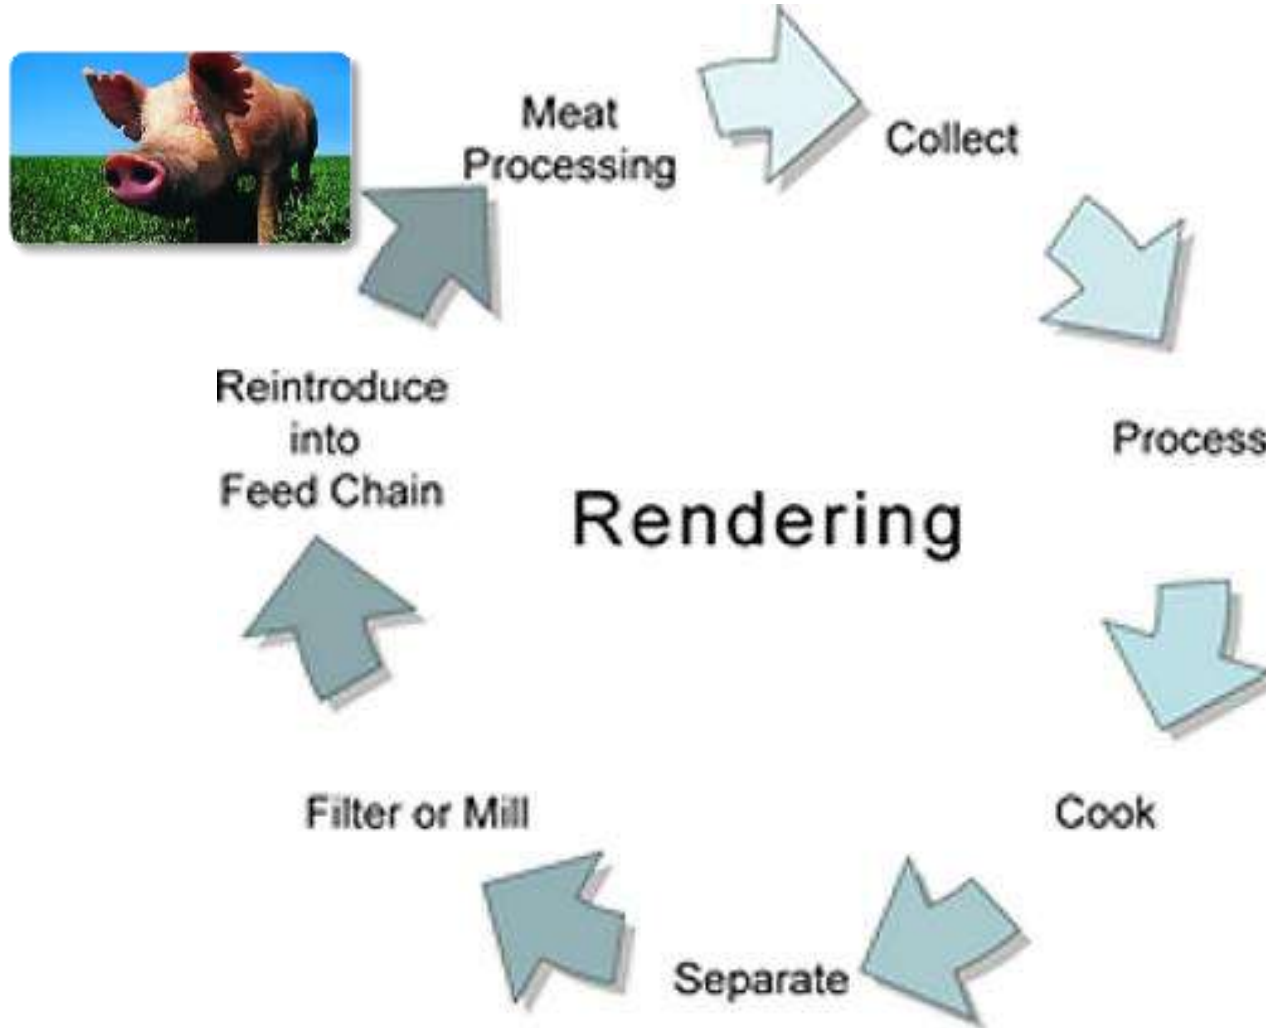 Meat
Processing
Collect
Process
Cook
Separate
Filter or Mill
Reintroduce
into
Feed Chain
Rendering